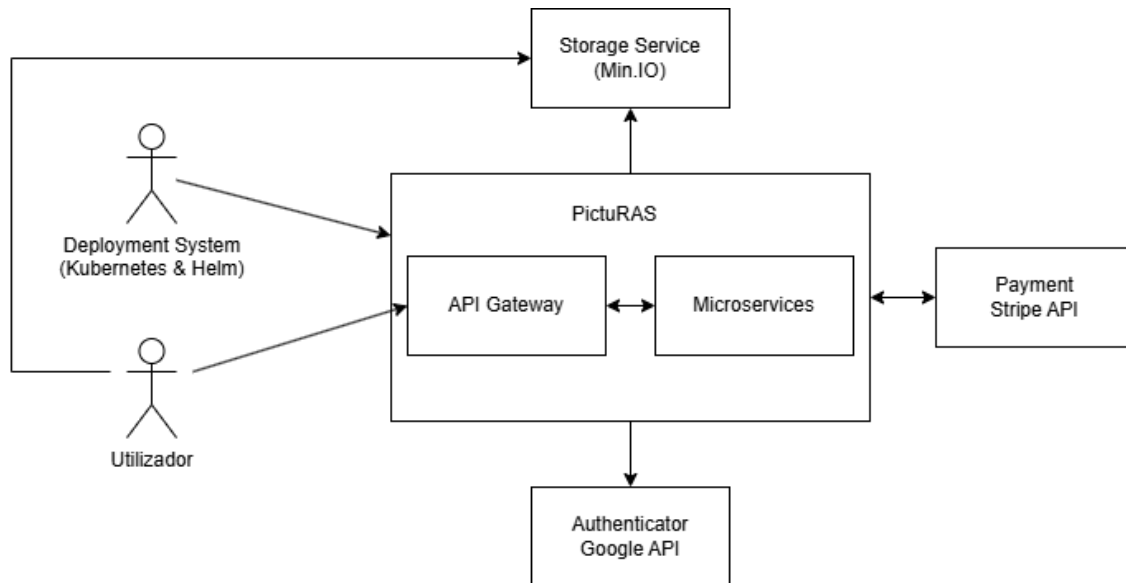 Storage Service
(Min.IO)
Deployment System
(Kubernetes & Helm)
PictuRAS
API Gateway
Microservices
Payment
Stripe API
Utilizador
Authenticator
Google API